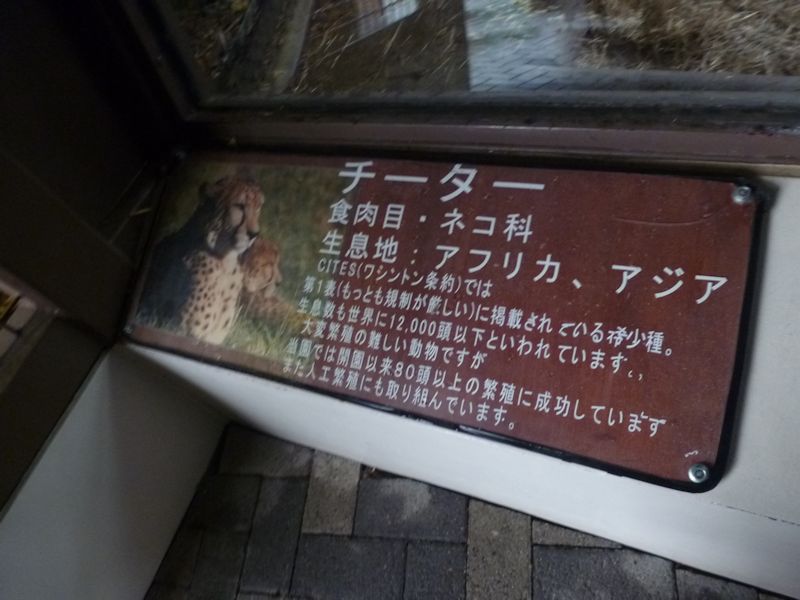 チーター
食肉目・ネコ科
生息地：アフリカ、アジア
CITES(ワシントン条約)では
第1表(もっとも規制が厳しい)に掲載されている稀少種。
生息数も世界に12,000頭以下といわれています。
大変繁殖の難しい動物ですが
当園では開園以来80頭以上の繁殖に成功しています
また人工繁殖にも取り組んでいます。